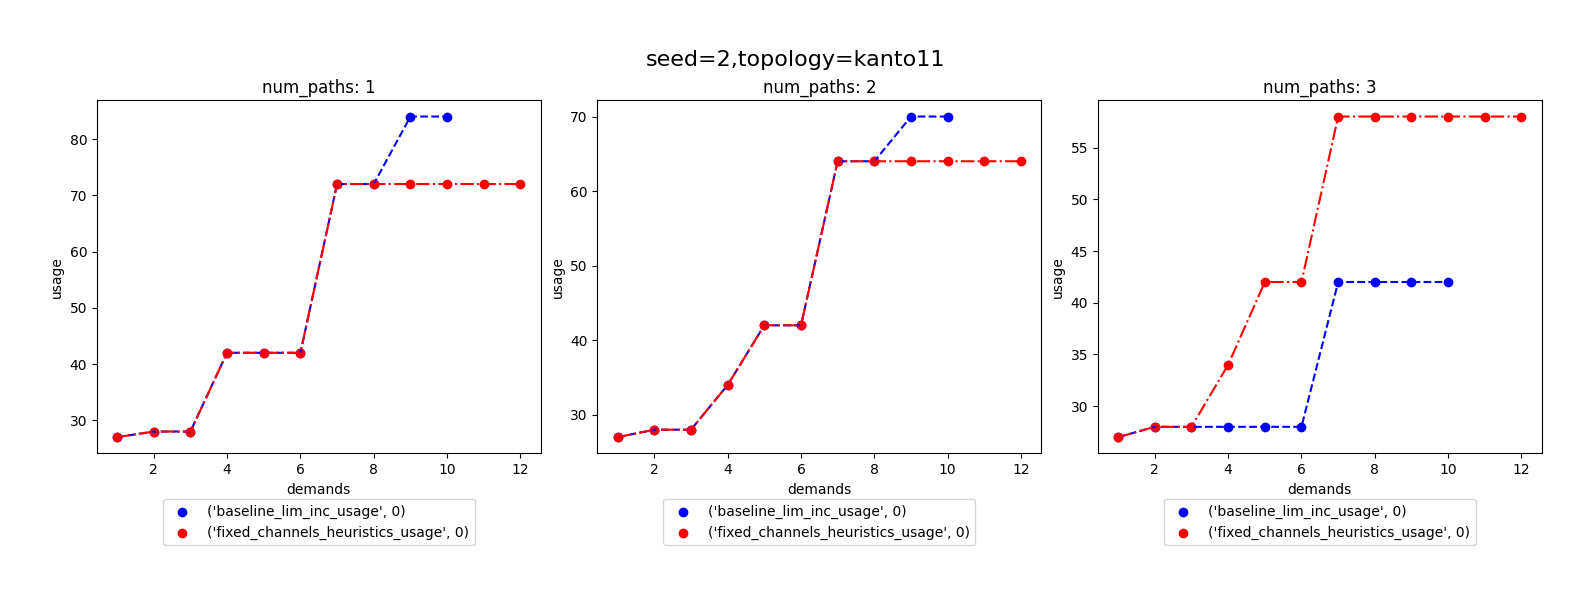 seed=2,topology=kanto11
num_paths: 1
80
70
60
50
40
30
usage
2 4 6 8 10 12
demands
('baseline_lim_inc_usage', 0)
('fixed_channels_heuristics_usage', 0)
num_paths: 2
70
60
50
40
30
usage
2 4 6 8 10 12
demands
('baseline_lim_inc_usage', 0)
('fixed_channels_heuristics_usage', 0)
num_paths: 3
55
50
45
40
35
30
usage
2 4 6 8 10 12
demands
('baseline_lim_inc_usage', 0)
('fixed_channels_heuristics_usage', 0)